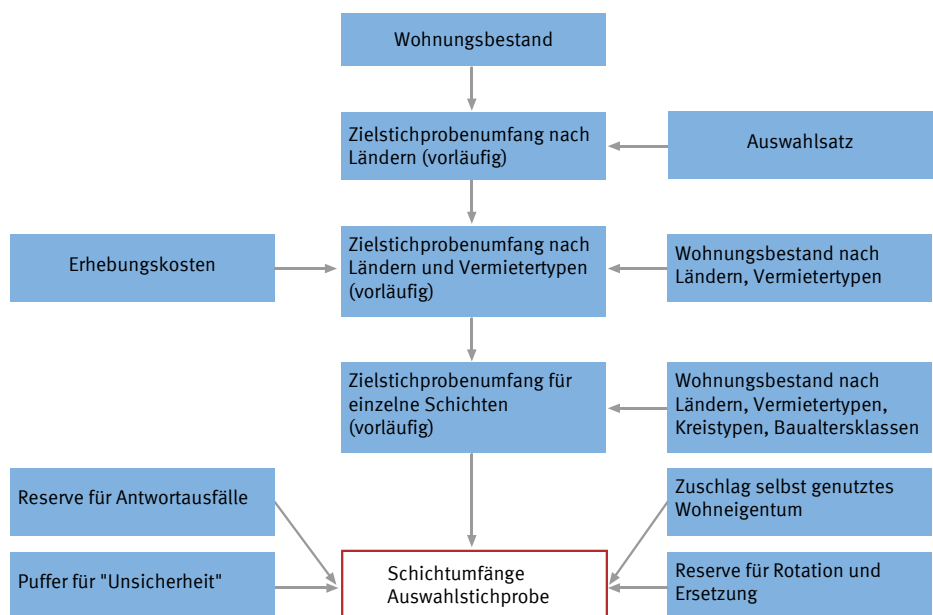 Wohnungsbestand
Zielstichprobenumfang nach
Ländern (vorläufig)
Auswahlsatz
Erhebungskosten
Zielstichprobenumfang nach
Ländern und Vermietertypen
(vorläufig)
Wohnungsbestand nach
Ländern, Vermietertypen
Zielstichprobenumfang für
einzelne Schichten
(vorläufig)
Wohnungsbestand nach
Ländern, Vermietertypen,
Kreistypen, Baualtersklassen
Reserve für Antwortausfälle
Zuschlag selbst genutztes
Wohneigentum
Puffer für "Unsicherheit"
Schichtumfänge
Auswahlstichprobe
Reserve für Rotation und
Ersetzung